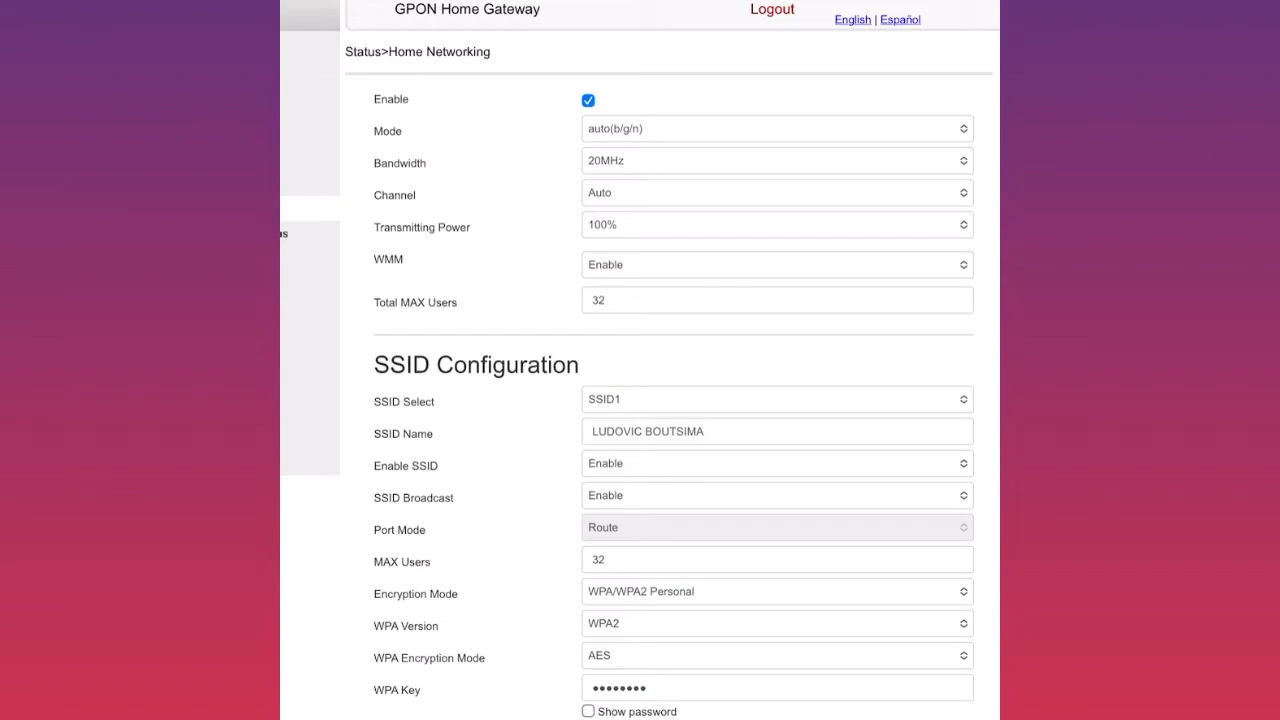 GPON Home Gateway Logout
English | Español
Status>Home Networking
Enable
Mode auto(b/g/n)
Bandwidth 20MHz
Channel Auto
Transmitting Power 100%
us
WMM Enable
Total MAX Users 32
SSID Configuration
SSID Select SSID1
SSID Name LUDOVIC BOUTSIMA
Enable SSID Enable
SSID Broadcast Enable
Port Mode Route
MAX Users 32
Encryption Mode WPA/WPA2 Personal
WPA Version WPA2
WPA Encryption Mode AES
WPA Key ••••••••
Show password